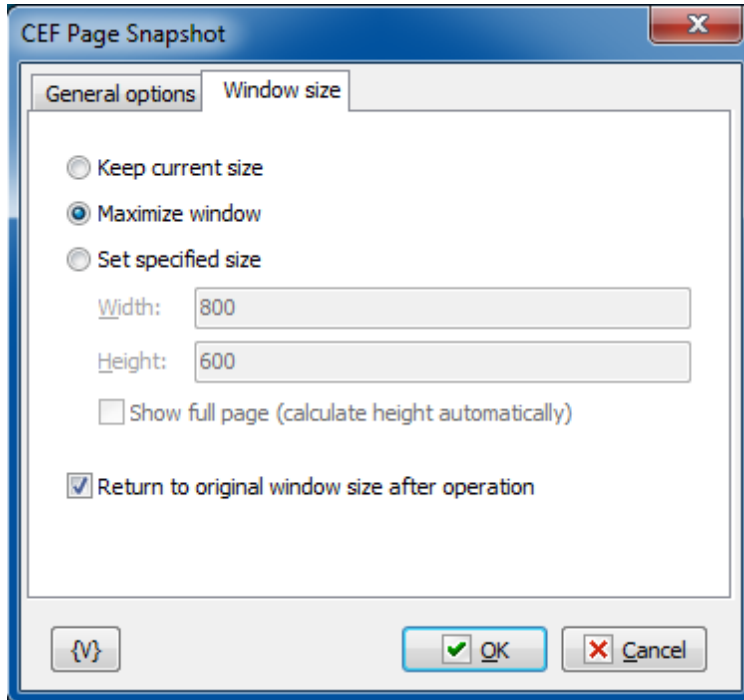 CEF Page Snapshot
General options
Window size
Keep current size
Maximize window
Set specified size
Width: 800
Height: 600
Show full page (calculate height automatically)
Return to original window size after operation
{V}
OK
Cancel